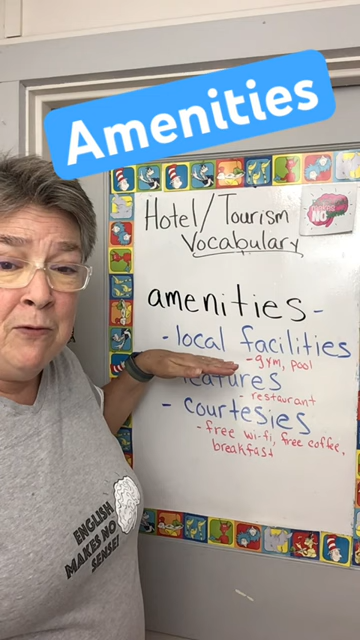 Amenities
Hotel/Tourism
Vocabulary
amenities-
- local facilities
- gym, pool
features
- restaurant
- courtesies
- free wi-fi, free coffee,
breakfast
ENGLISH
MAKES NO
SENSE!